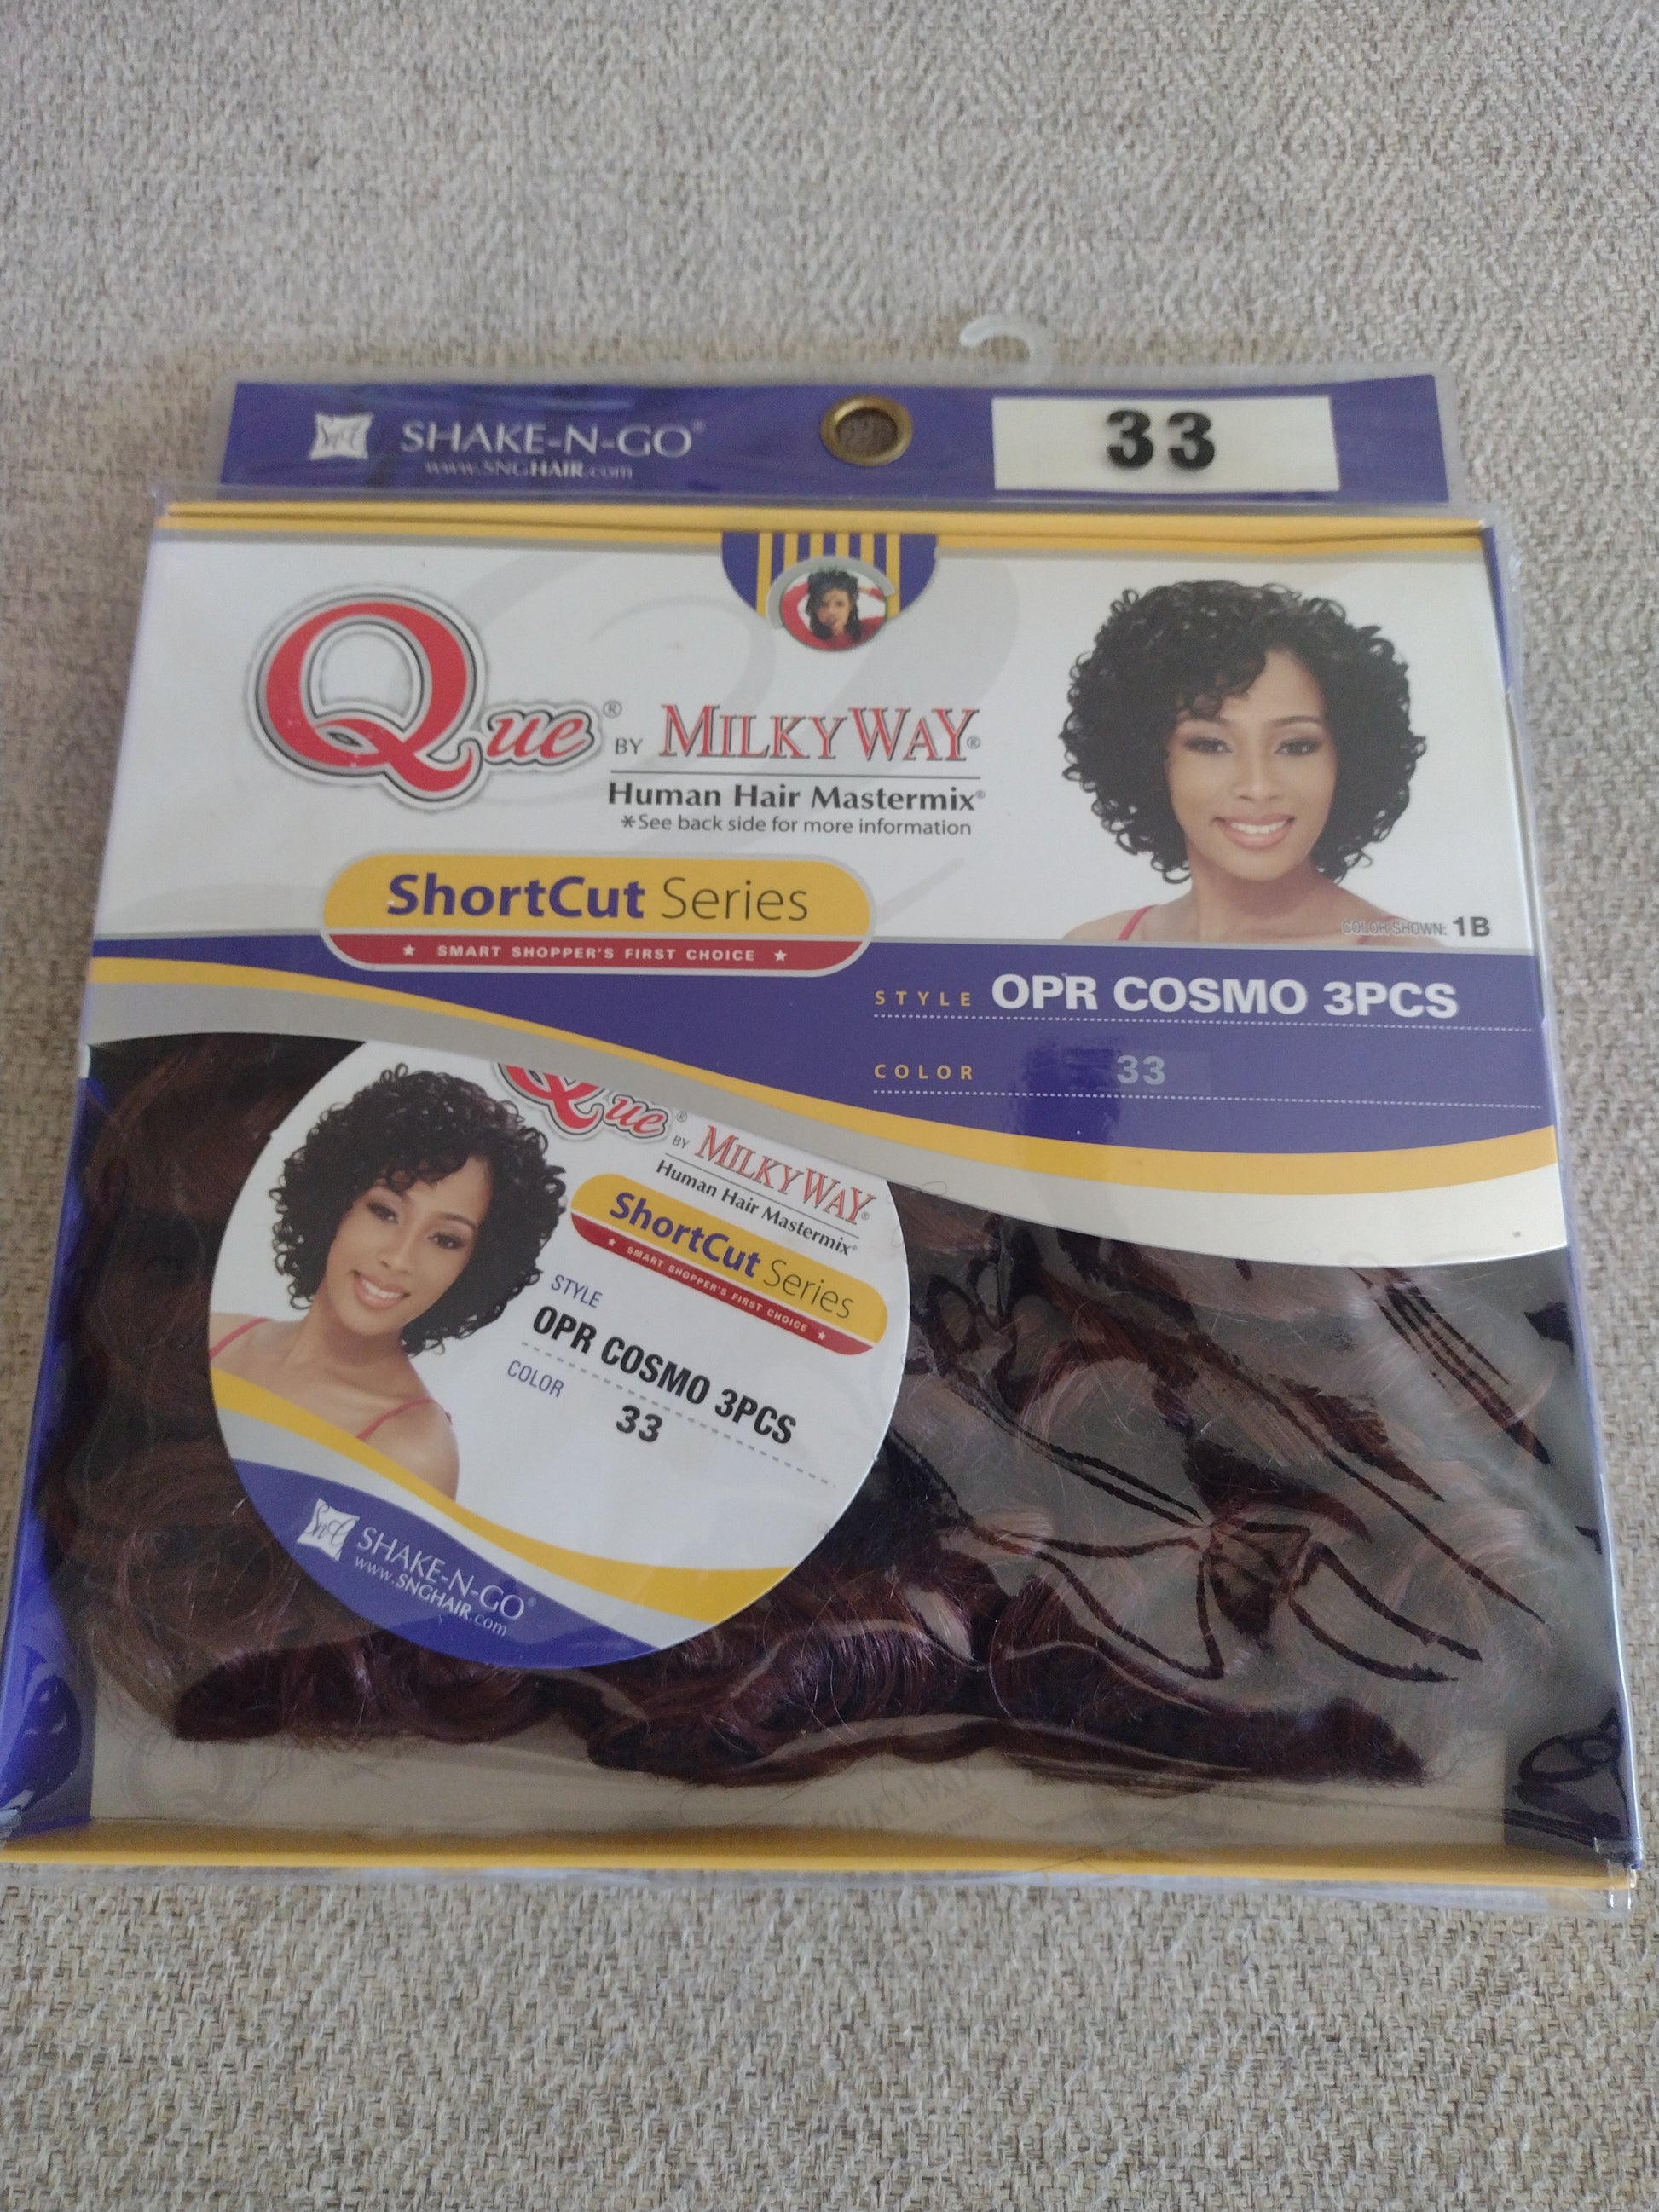 SHAKE-N-GO®
www.SNGHAIR.com
33
Que® BY MILKYWAY®
Human Hair Mastermix®
*See back side for more information
ShortCut Series
★ SMART SHOPPER'S FIRST CHOICE ★
COLOR SHOWN: 1B
STYLE OPR COSMO 3PCS
COLOR 33
Que® BY MILKYWAY®
Human Hair Mastermix®
ShortCut Series
★ SMART SHOPPER'S FIRST CHOICE ★
STYLE
OPR COSMO 3PCS
COLOR
33
SHAKE-N-GO®
www.SNGHAIR.com
MILKYWAY